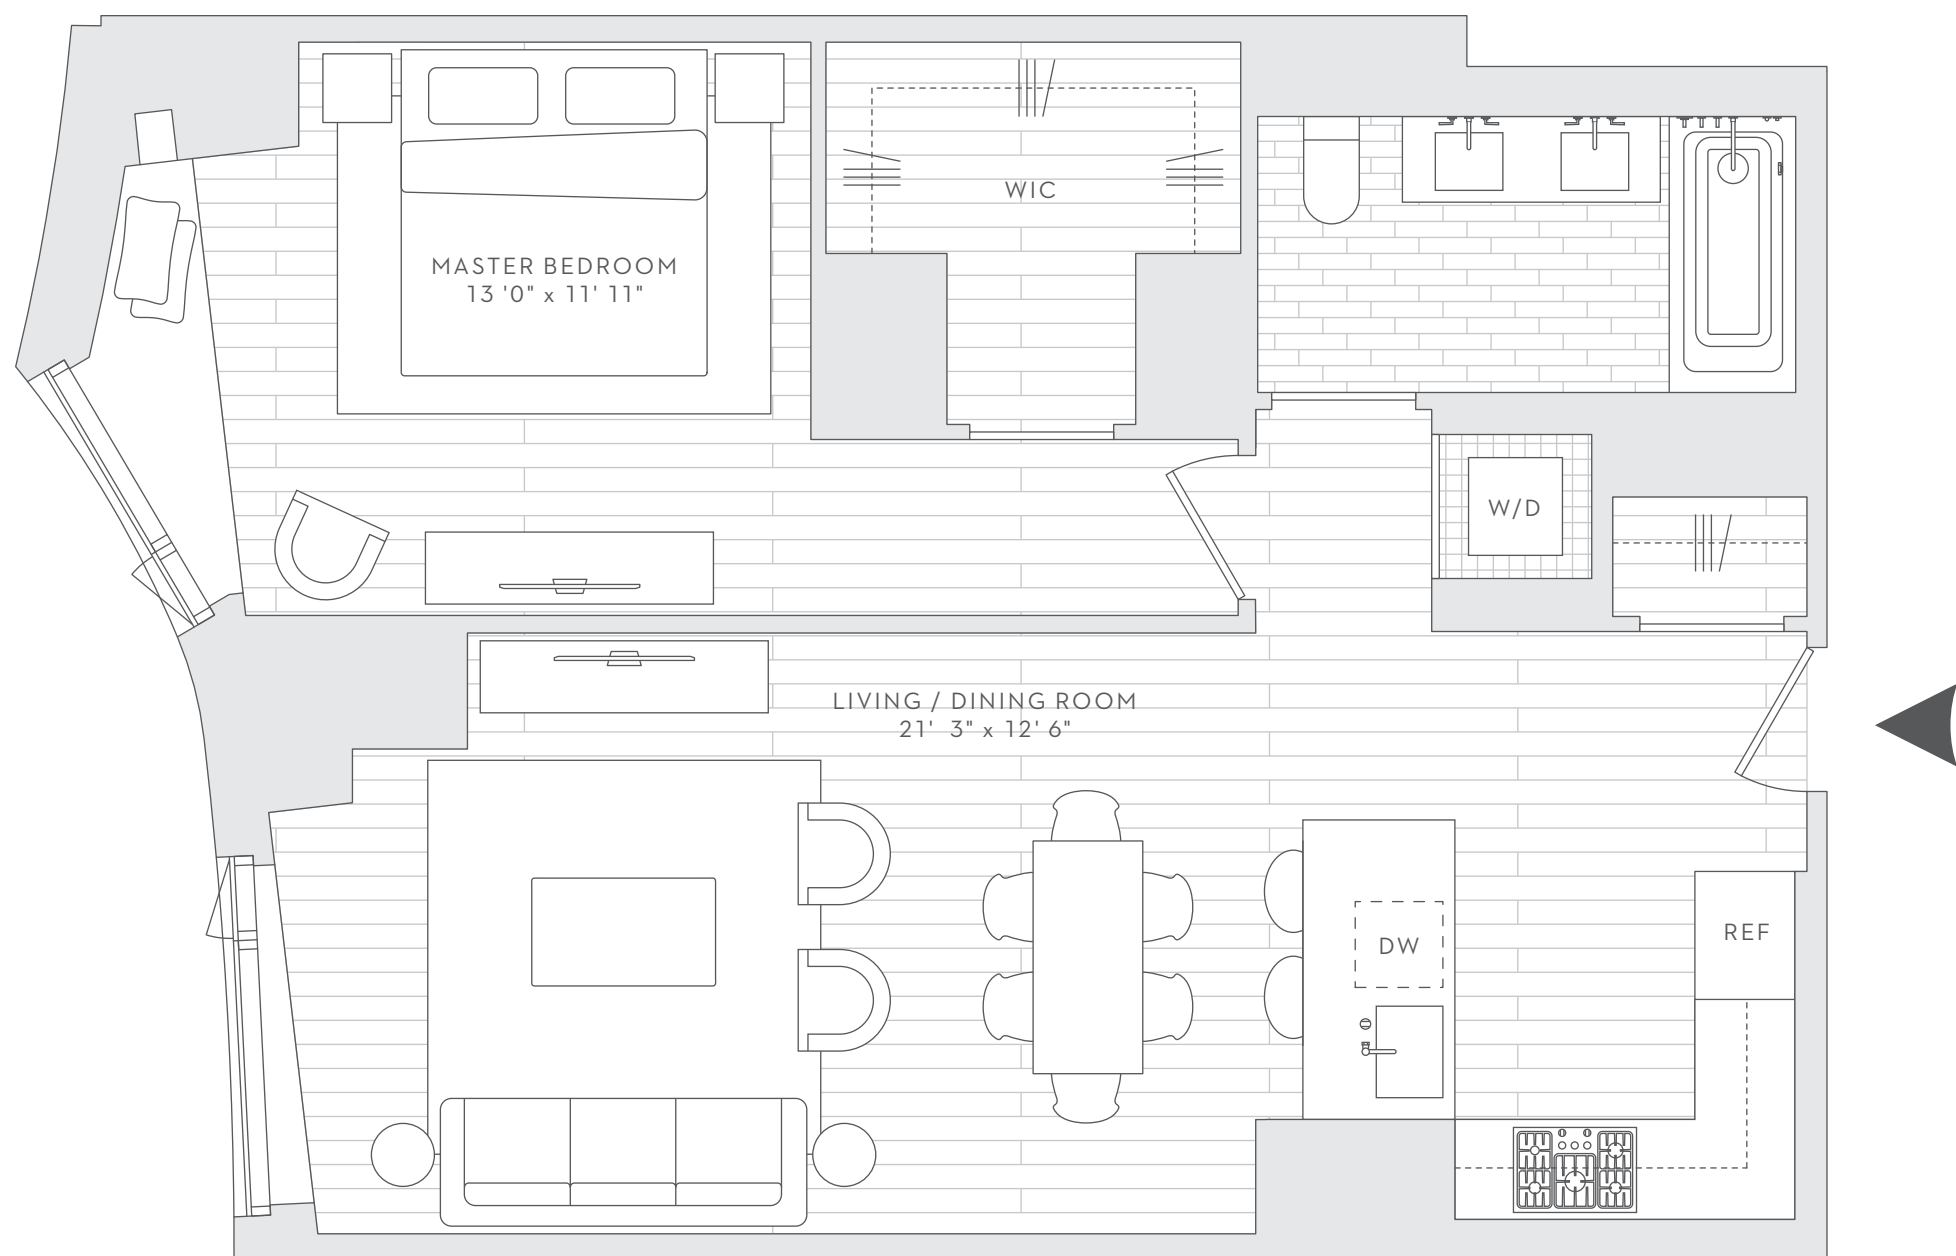 WIC
MASTER BEDROOM
13 '0" x 11' 11"
W/D
LIVING / DINING ROOM
21' 3" x 12' 6"
REF
DW